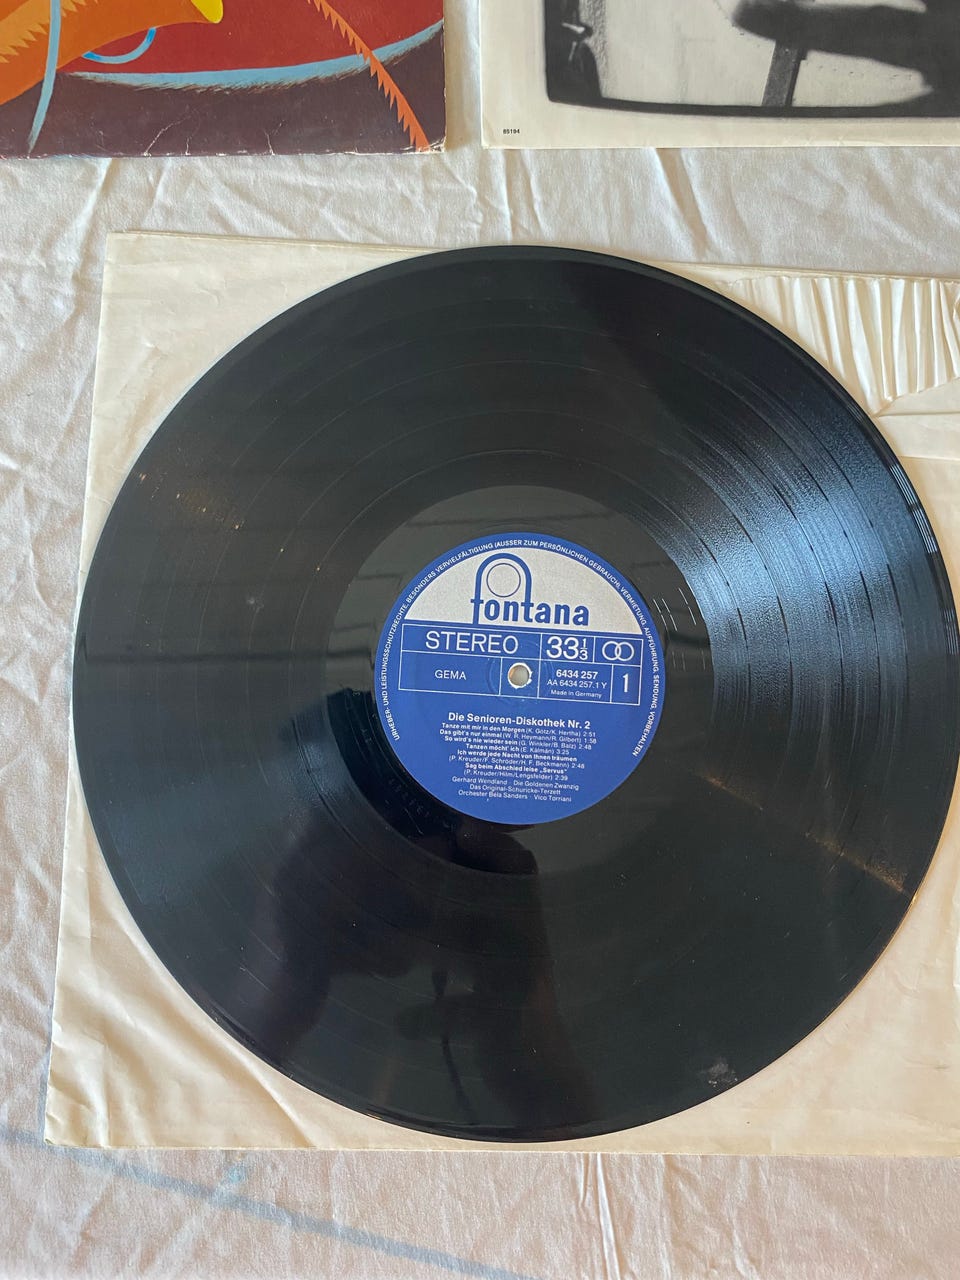 85194
URHEBER- UND LEISTUNGSSCHUTZRECHTE, BESONDERS VERVIELFÄLTIGUNG (AUSSER ZUM PERSÖNLICHEN GEBRAUCH), VERMIETUNG, AUFFÜHRUNG, SENDUNG, VORBEHALTEN
fontana
STEREO 33⅓
GEMA
6434 257
AA 6434 257.1 Y
Made in Germany
1
Die Senioren-Diskothek Nr. 2
Tanze mit mir in den Morgen (K. Götz/K. Hertha) 2:51
Das gibt's nur einmal (W. R. Heymann/R. Gilbert) 1:58
So wird's nie wieder sein (G. Winkler/B. Balz) 2:48
Tanzen möcht' ich (E. Kálmán) 3.25
Ich werde jede Nacht von Ihnen träumen
(P. Kreuder/F. Schröder/H. F. Beckmann) 2:48
Sag beim Abschied leise „Servus"
(P. Kreuder/Hilm/Lengsfelder) 2:39
Gerhard Wendland · Die Goldenen Zwanzig
Das Original-Schuricke-Terzett
Orchester Béla Sanders · Vico Torriani